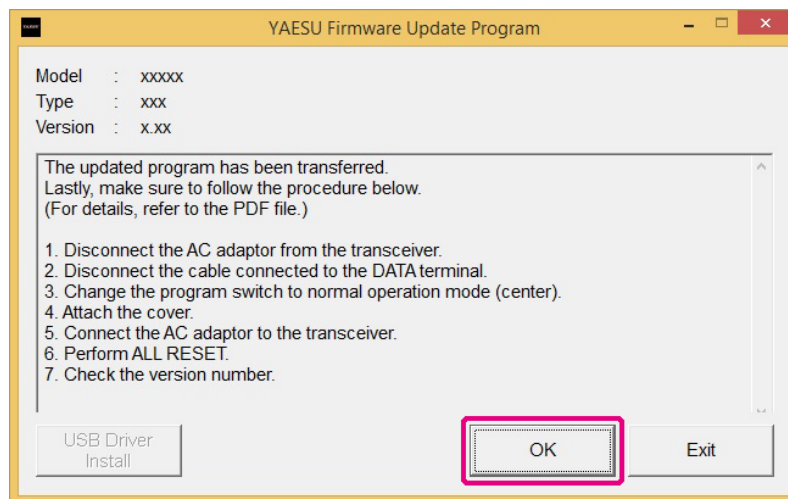 YAESU Firmware Update Program
Model : xxxxx
Type : xxx
Version : x.xx
The updated program has been transferred.
Lastly, make sure to follow the procedure below.
(For details, refer to the PDF file.)
1. Disconnect the AC adaptor from the transceiver.
2. Disconnect the cable connected to the DATA terminal.
3. Change the program switch to normal operation mode (center).
4. Attach the cover.
5. Connect the AC adaptor to the transceiver.
6. Perform ALL RESET.
7. Check the version number.
USB Driver
Install
OK
Exit